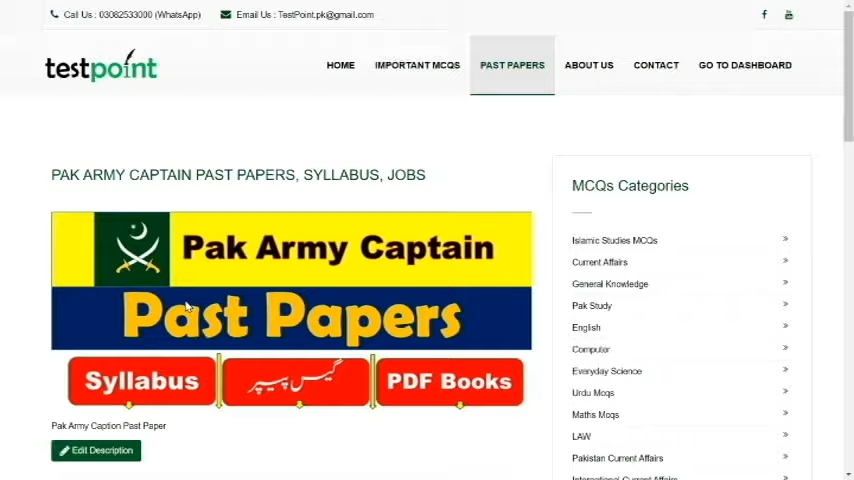 Call Us : 03082533000 (WhatsApp) Email Us : TestPoint.pk@gmail.com
testpoint
HOME IMPORTANT MCQS PAST PAPERS ABOUT US CONTACT GO TO DASHBOARD
PAK ARMY CAPTAIN PAST PAPERS, SYLLABUS, JOBS
Pak Army Captain
Past Papers
Syllabus گیس پیپر PDF Books
Pak Army Caption Past Paper
Edit Description
MCQs Categories
Islamic Studies MCQs
Current Affairs
General Knowledge
Pak Study
English
Computer
Everyday Science
Urdu Mcqs
Maths Mcqs
LAW
Pakistan Current Affairs
International Current Affairs